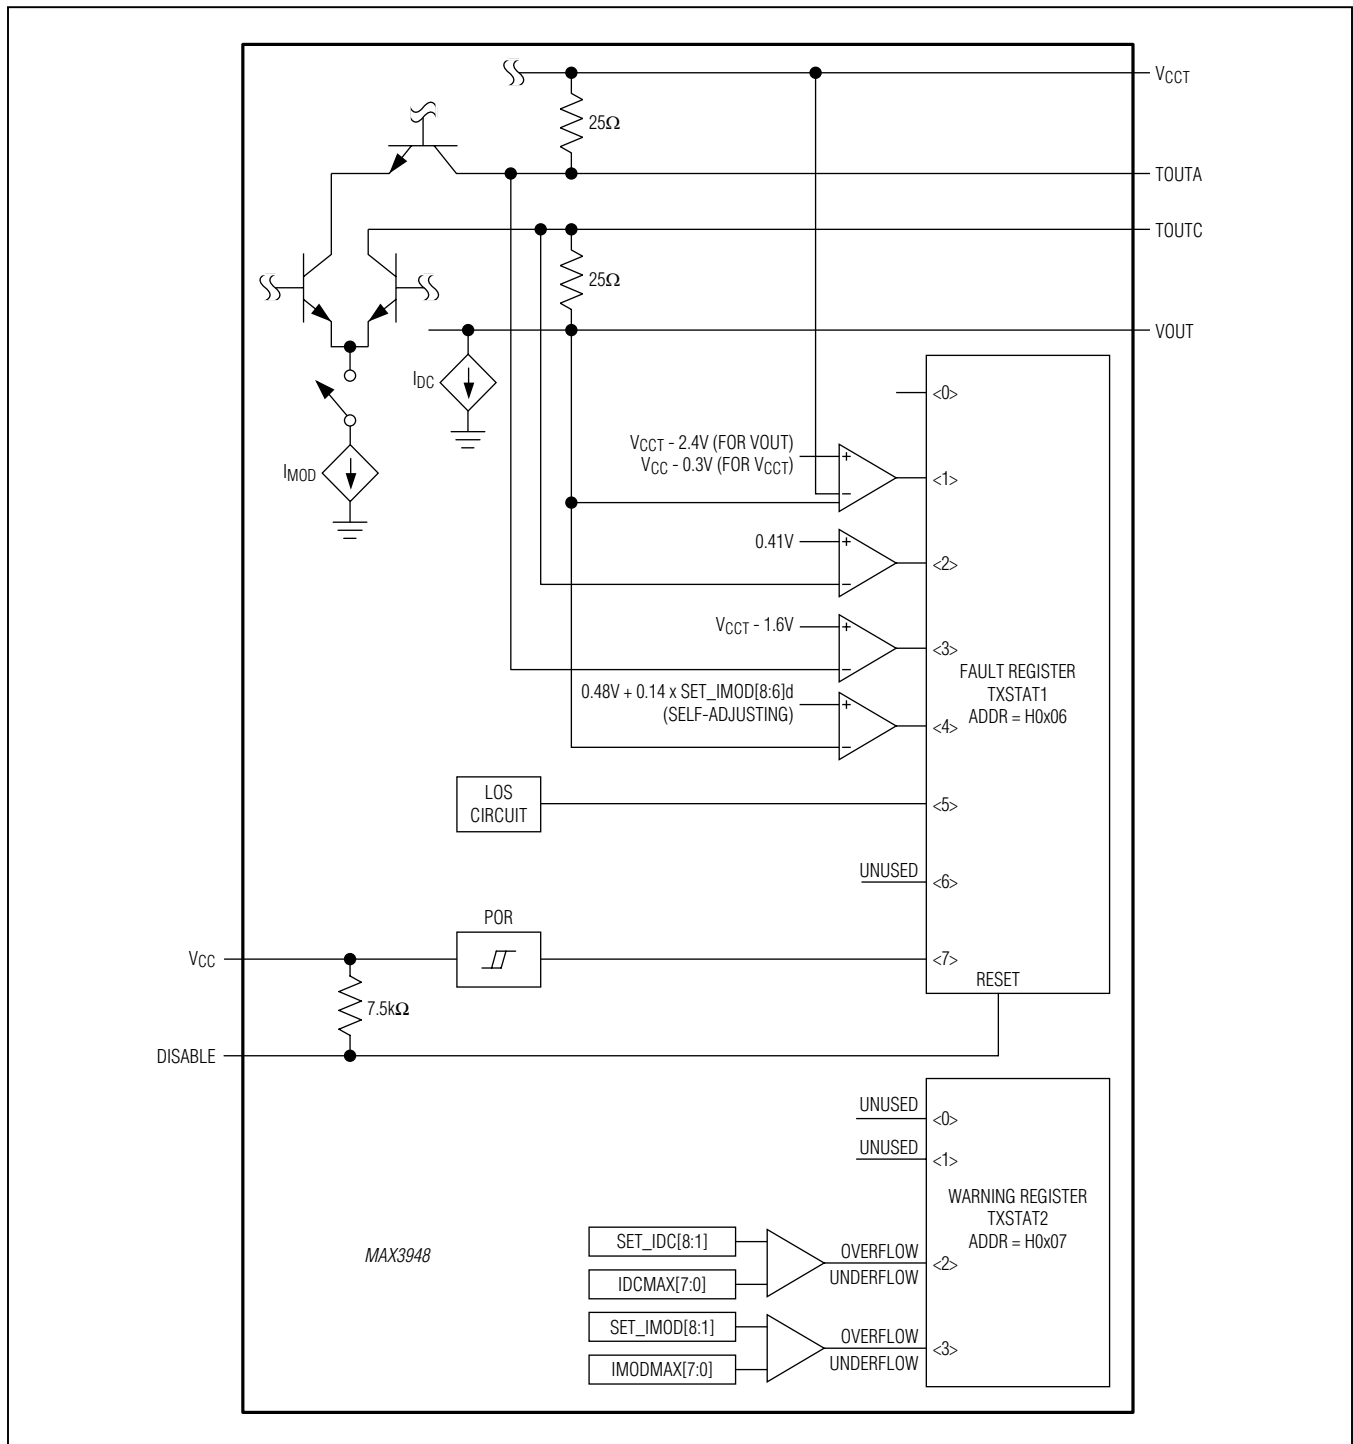 VCCT
25Ω
TOUTA
TOUTC
25Ω
VOUT
IDC
IMOD
<0>
VCCT - 2.4V (FOR VOUT)
VCC - 0.3V (FOR VCCT)
+
−
<1>
0.41V
+
−
<2>
VCCT - 1.6V
+
−
<3>
FAULT REGISTER
TXSTAT1
ADDR = H0x06
0.48V + 0.14 x SET_IMOD[8:6]d
(SELF-ADJUSTING)
+
−
<4>
LOS
CIRCUIT
<5>
UNUSED
<6>
POR
VCC
<7>
RESET
7.5kΩ
DISABLE
UNUSED
<0>
UNUSED
<1>
WARNING REGISTER
TXSTAT2
ADDR = H0x07
MAX3948
SET_IDC[8:1]
IDCMAX[7:0]
OVERFLOW
UNDERFLOW
<2>
SET_IMOD[8:1]
IMODMAX[7:0]
OVERFLOW
UNDERFLOW
<3>